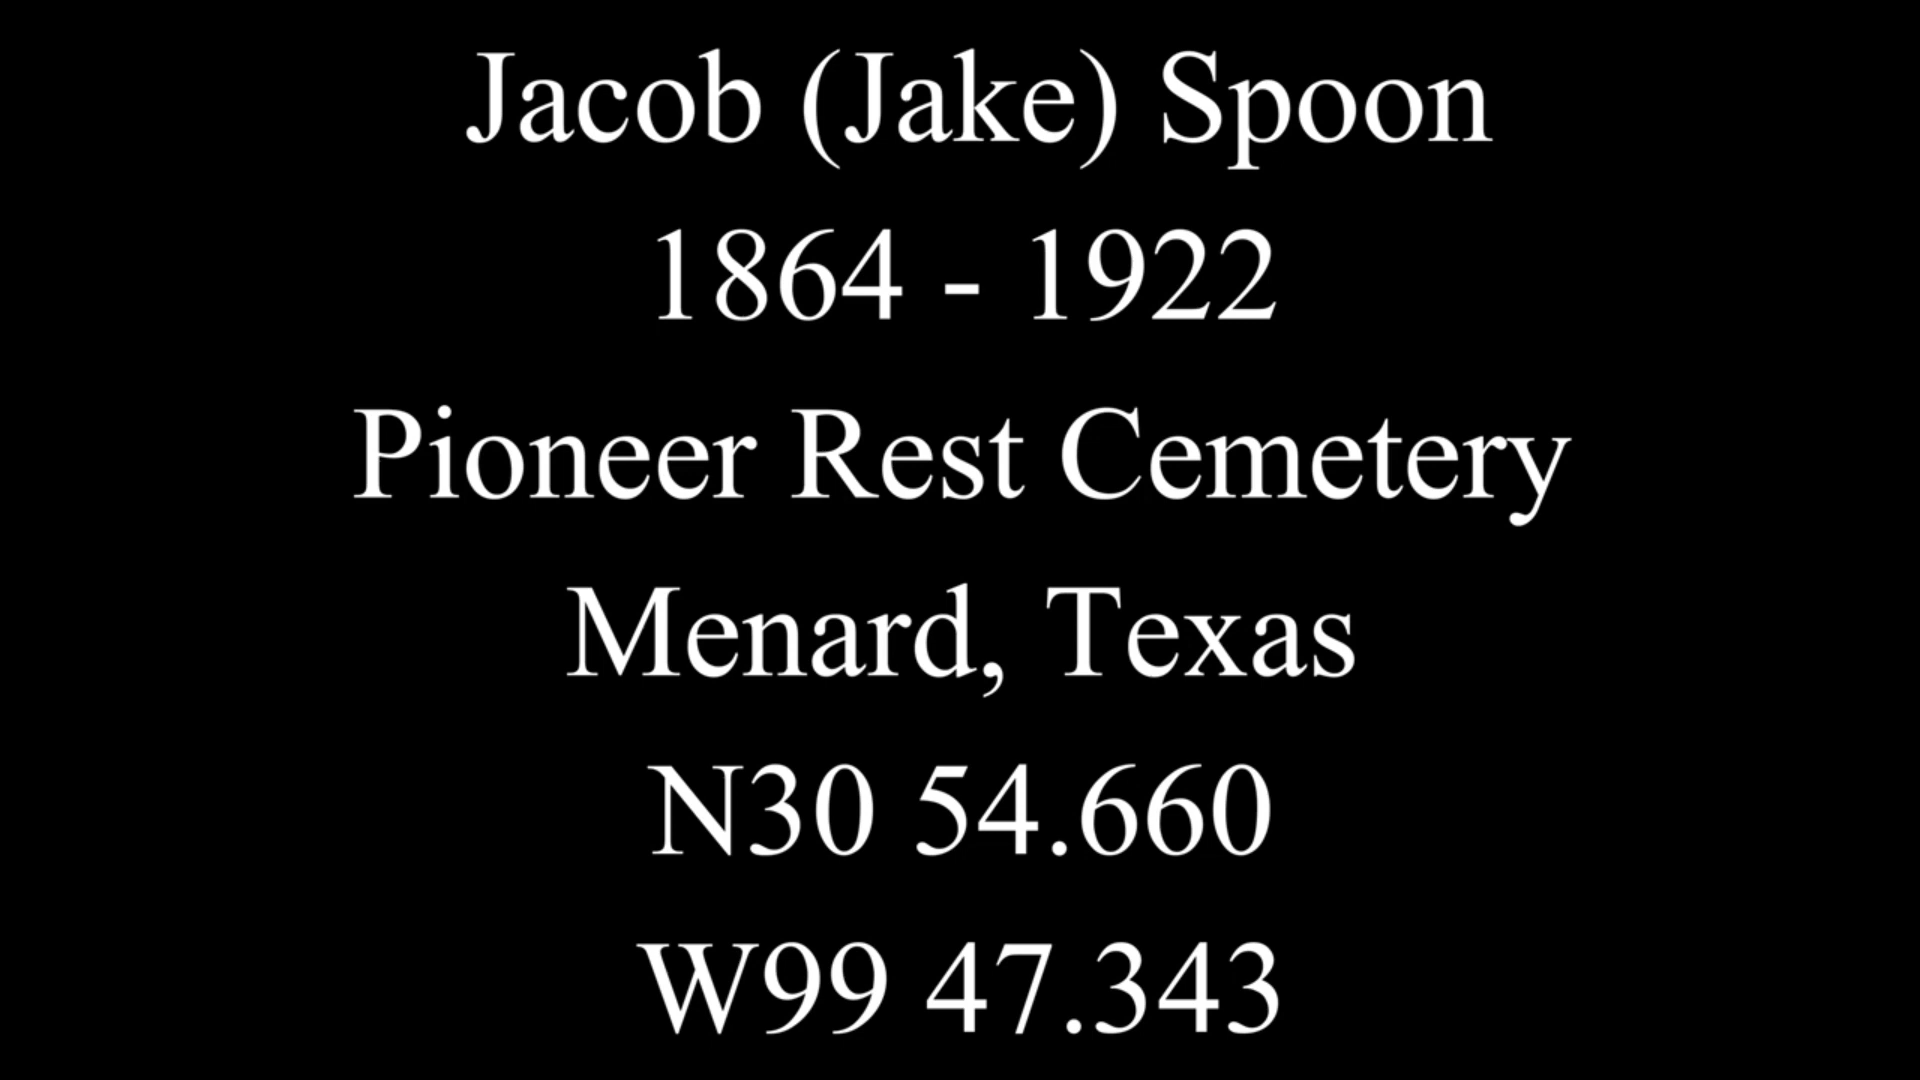 Jacob (Jake) Spoon
1864 - 1922
Pioneer Rest Cemetery
Menard, Texas
N30 54.660
W99 47.343